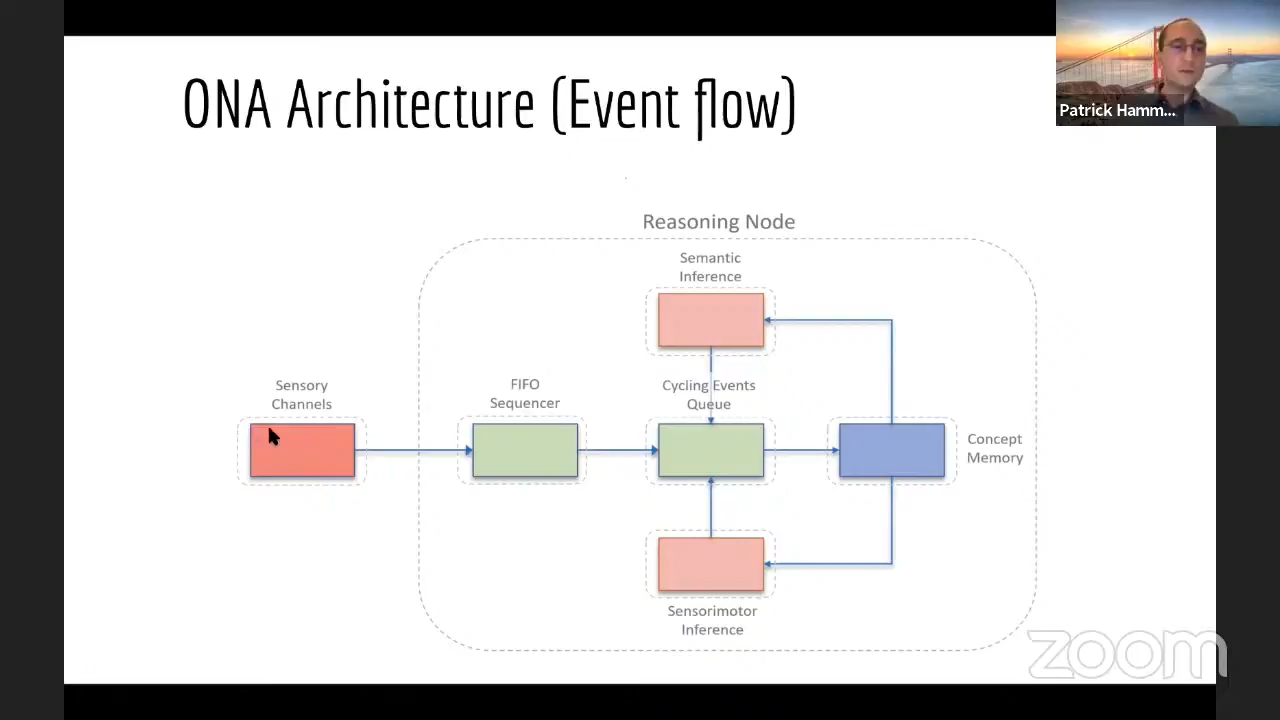 ONA Architecture (Event flow)
Patrick Hamm...
Reasoning Node
Semantic
Inference
Sensory
Channels
FIFO
Sequencer
Cycling Events
Queue
Concept
Memory
Sensorimotor
Inference
zoom